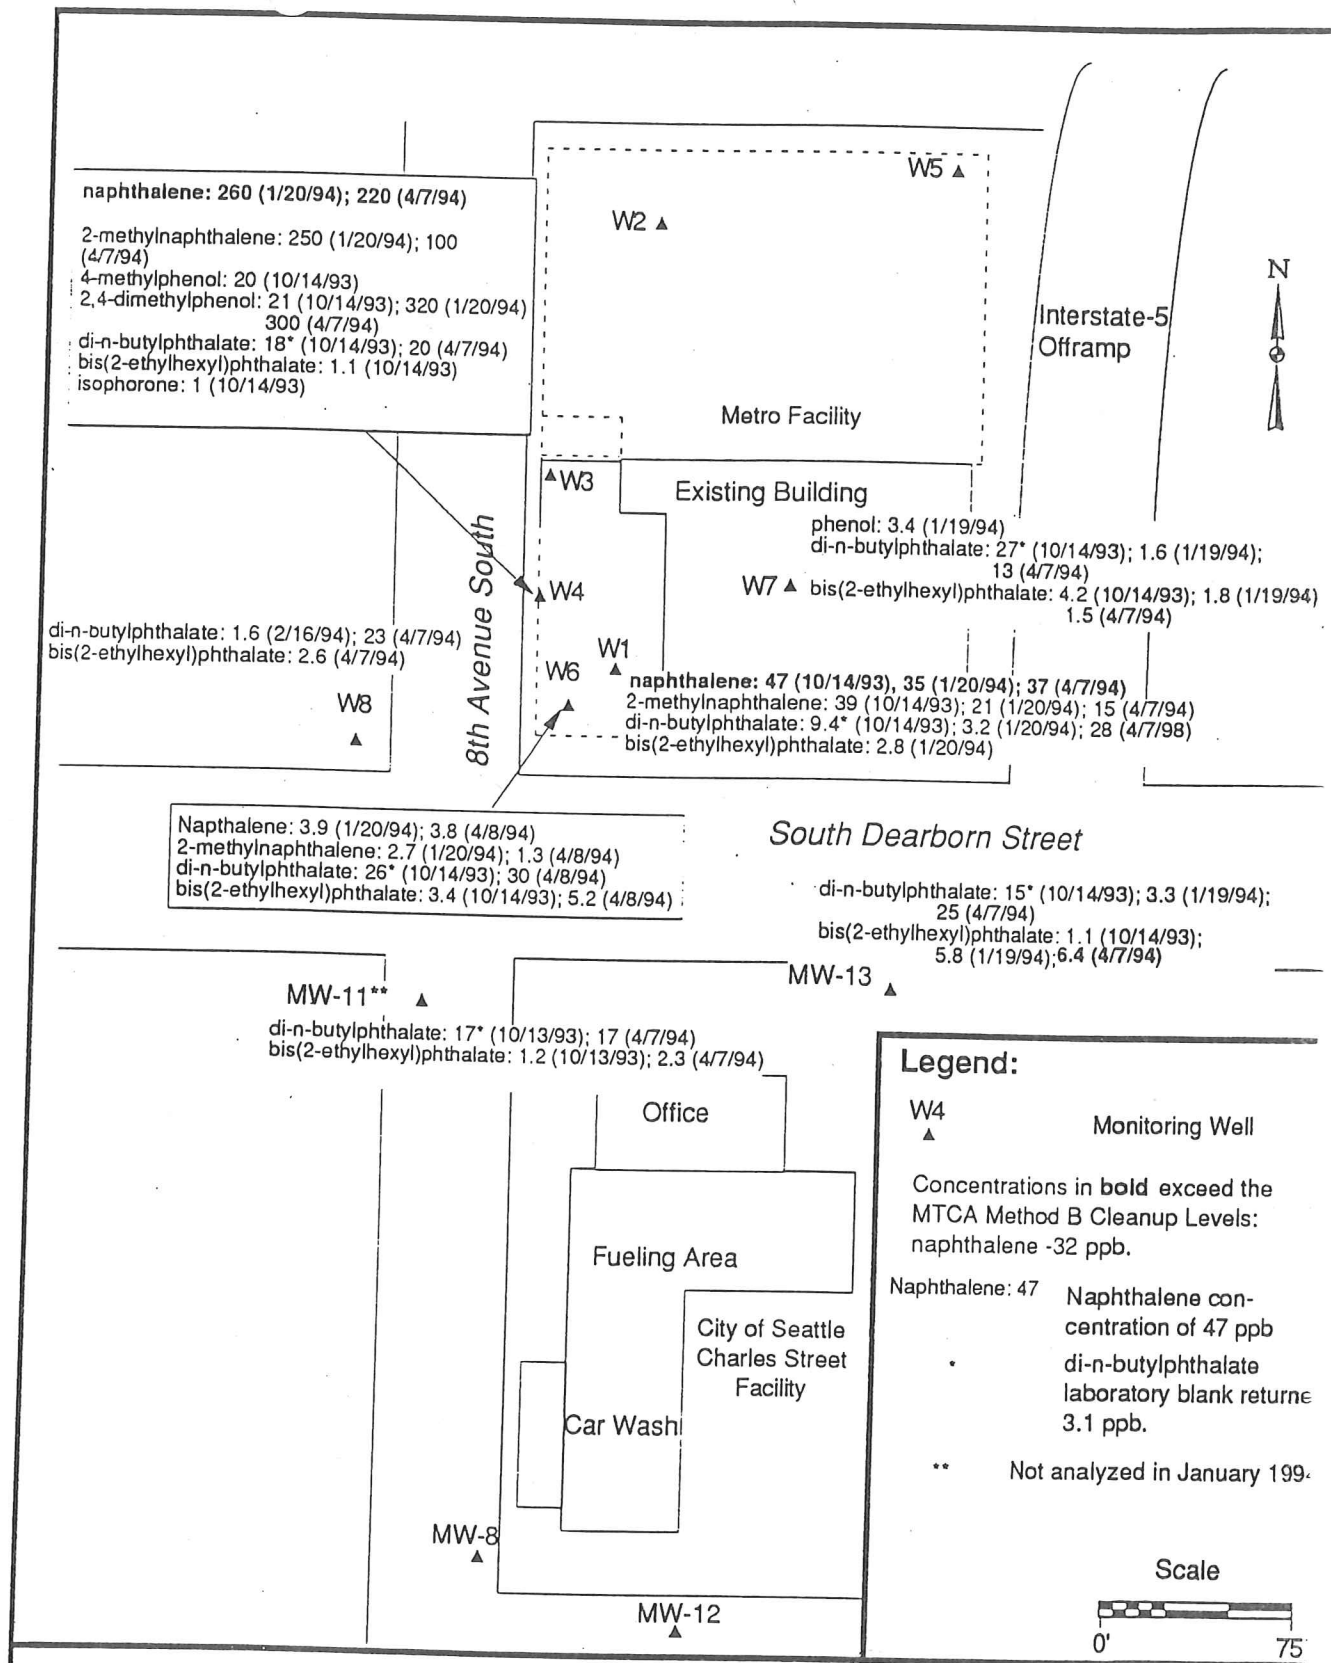 W5
W2
naphthalene: 260 (1/20/94); 220 (4/7/94)
2-methylnaphthalene: 250 (1/20/94); 100
(4/7/94)
4-methylphenol: 20 (10/14/93)
2,4-dimethylphenol: 21 (10/14/93); 320 (1/20/94)
300 (4/7/94)
di-n-butylphthalate: 18* (10/14/93); 20 (4/7/94)
bis(2-ethylhexyl)phthalate: 1.1 (10/14/93)
isophorone: 1 (10/14/93)
N
Interstate-5
Offramp
Metro Facility
W3
Existing Building
phenol: 3.4 (1/19/94)
di-n-butylphthalate: 27* (10/14/93); 1.6 (1/19/94);
13 (4/7/94)
W7
bis(2-ethylhexyl)phthalate: 4.2 (10/14/93); 1.8 (1/19/94)
1.5 (4/7/94)
8th Avenue South
W4
di-n-butylphthalate: 1.6 (2/16/94); 23 (4/7/94)
bis(2-ethylhexyl)phthalate: 2.6 (4/7/94)
W8
W1
W6
naphthalene: 47 (10/14/93), 35 (1/20/94); 37 (4/7/94)
2-methylnaphthalene: 39 (10/14/93); 21 (1/20/94); 15 (4/7/94)
di-n-butylphthalate: 9.4* (10/14/93); 3.2 (1/20/94); 28 (4/7/98)
bis(2-ethylhexyl)phthalate: 2.8 (1/20/94)
Napthalene: 3.9 (1/20/94); 3.8 (4/8/94)
2-methylnaphthalene: 2.7 (1/20/94); 1.3 (4/8/94)
di-n-butylphthalate: 26* (10/14/93); 30 (4/8/94)
bis(2-ethylhexyl)phthalate: 3.4 (10/14/93); 5.2 (4/8/94)
South Dearborn Street
di-n-butylphthalate: 15* (10/14/93); 3.3 (1/19/94);
25 (4/7/94)
bis(2-ethylhexyl)phthalate: 1.1 (10/14/93);
5.8 (1/19/94);6.4 (4/7/94)
MW-13
MW-11**
di-n-butylphthalate: 17* (10/13/93); 17 (4/7/94)
bis(2-ethylhexyl)phthalate: 1.2 (10/13/93); 2.3 (4/7/94)
Office
Fueling Area
City of Seattle
Charles Street
Facility
Car Wash
MW-8
MW-12
Legend:
W4
Monitoring Well
Concentrations in bold exceed the
MTCA Method B Cleanup Levels:
naphthalene -32 ppb.
Naphthalene: 47
Naphthalene con-
centration of 47 ppb
*
di-n-butylphthalate
laboratory blank returne
3.1 ppb.
** Not analyzed in January 199
Scale
0' 75